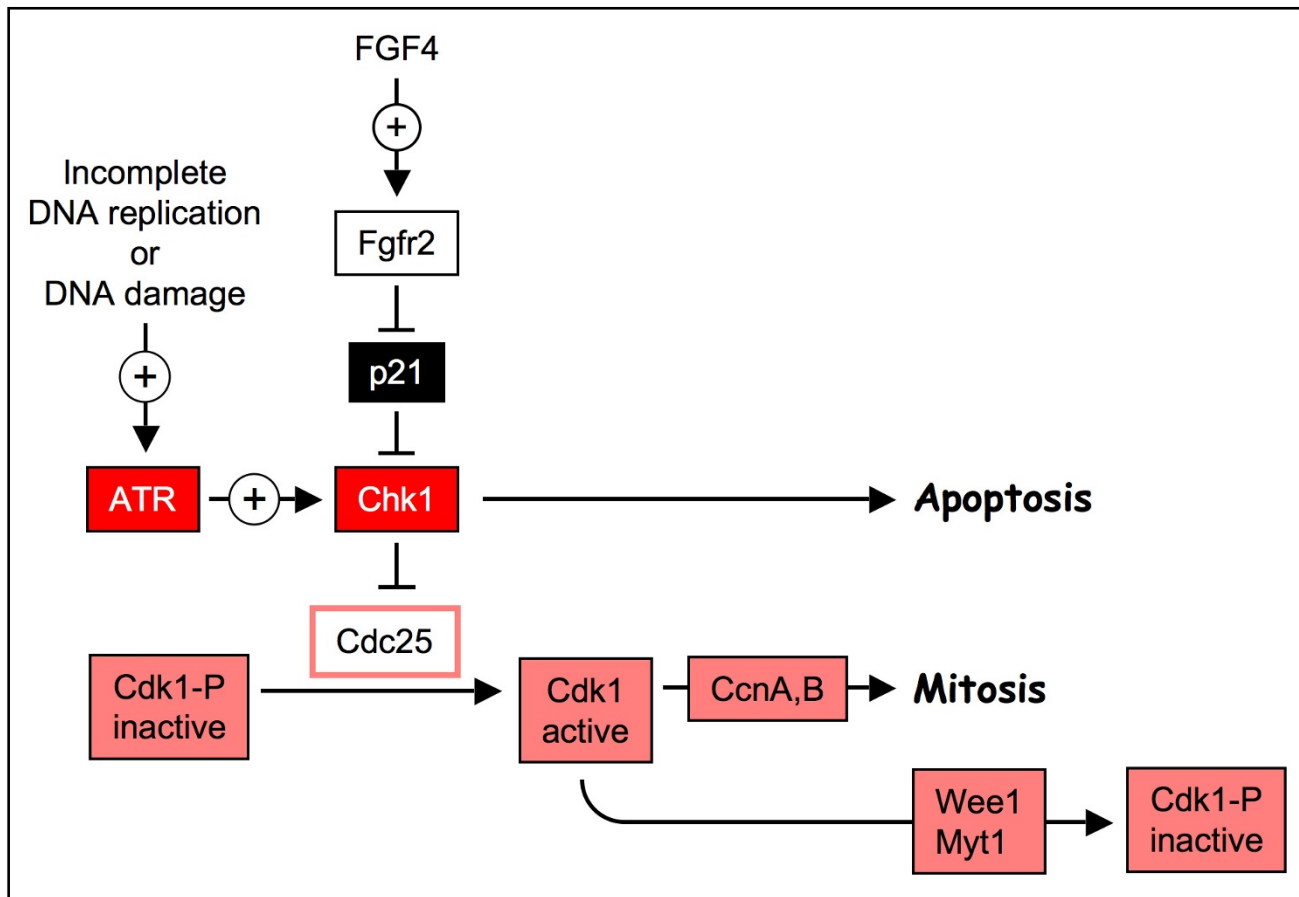 FGF4
+
Incomplete
DNA replication
or
DNA damage
Fgfr2
+
p21
ATR
+
Chk1
Apoptosis
Cdc25
Cdk1-P
inactive
Cdk1
active
CcnA,B
Mitosis
Wee1
Myt1
Cdk1-P
inactive